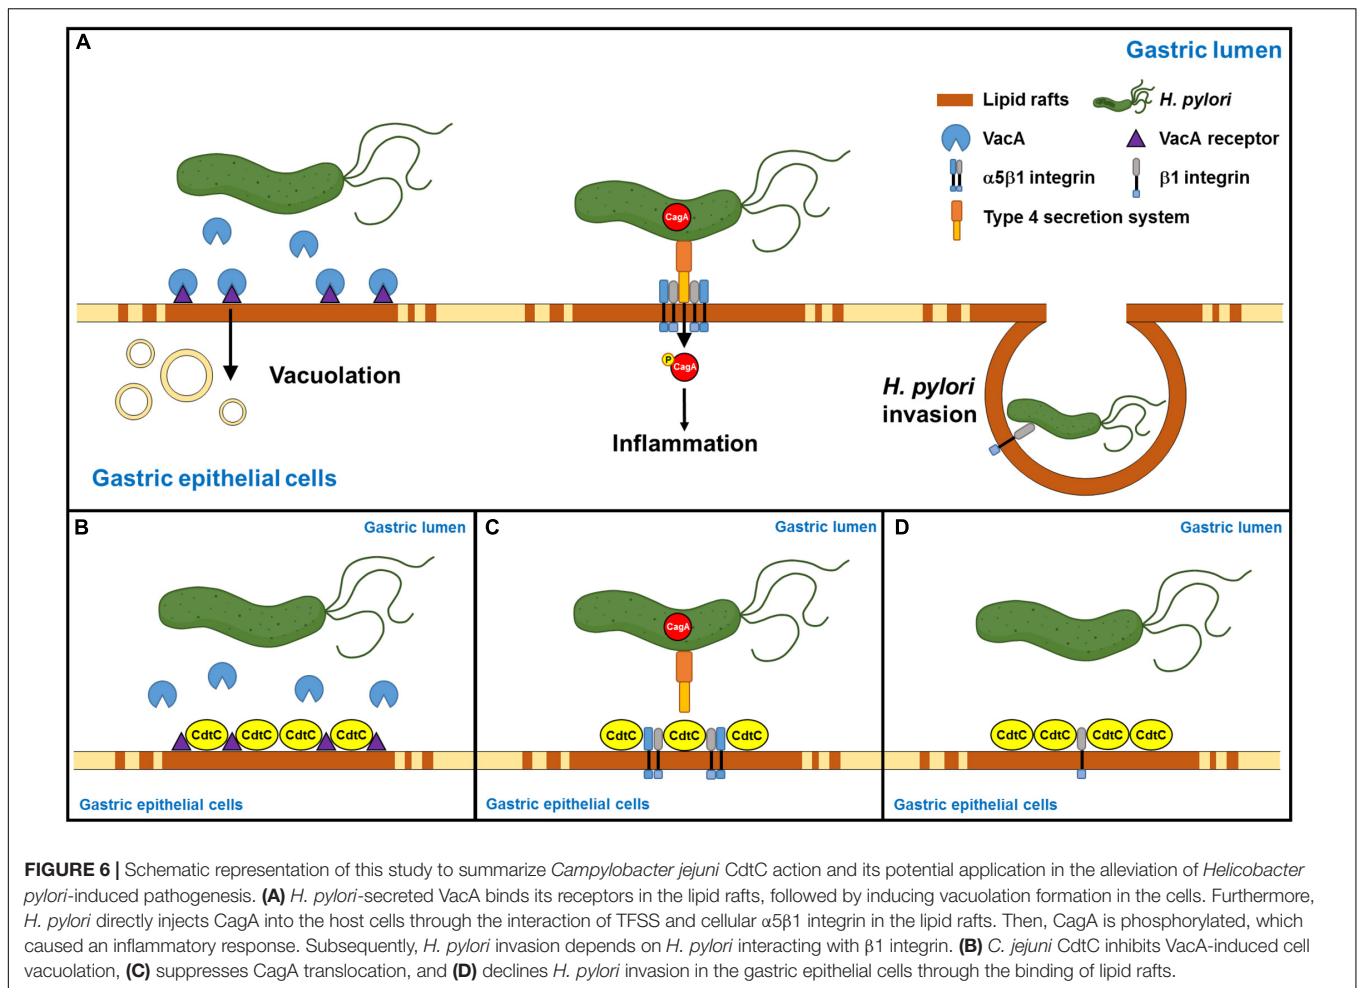 A
Gastric lumen
Lipid rafts
H. pylori
VacA
VacA receptor
α5β1 integrin
β1 integrin
Type 4 secretion system
CagA
P
CagA
Vacuolation
Inflammation
H. pylori
invasion
Gastric epithelial cells
B
Gastric lumen
CdtC
CdtC
CdtC
CdtC
Gastric epithelial cells
C
Gastric lumen
CagA
CdtC
CdtC
CdtC
Gastric epithelial cells
D
Gastric lumen
CdtC
CdtC
CdtC
CdtC
Gastric epithelial cells
FIGURE 6 | Schematic representation of this study to summarize Campylobacter jejuni CdtC action and its potential application in the alleviation of Helicobacter
pylori-induced pathogenesis. (A) H. pylori-secreted VacA binds its receptors in the lipid rafts, followed by inducing vacuolation formation in the cells. Furthermore,
H. pylori directly injects CagA into the host cells through the interaction of TFSS and cellular α5β1 integrin in the lipid rafts. Then, CagA is phosphorylated, which
caused an inflammatory response. Subsequently, H. pylori invasion depends on H. pylori interacting with β1 integrin. (B) C. jejuni CdtC inhibits VacA-induced cell
vacuolation, (C) suppresses CagA translocation, and (D) declines H. pylori invasion in the gastric epithelial cells through the binding of lipid rafts.